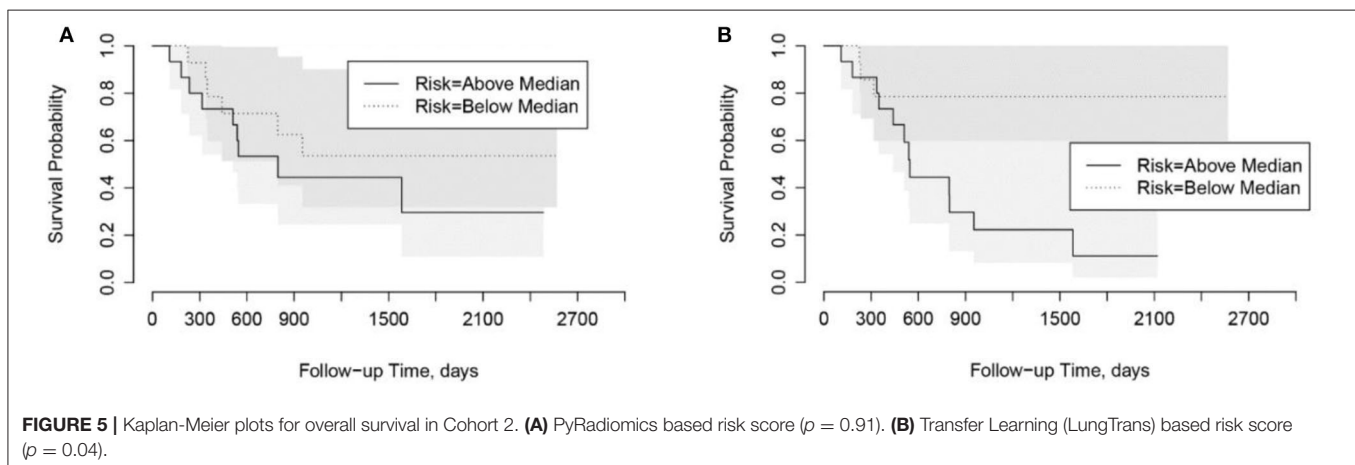 A
Survival Probability
1.0
0.8
0.6
0.4
0.2
0.0
Risk=Above Median
Risk=Below Median
0 300 600 900 1500 2100 2700
Follow-up Time, days
B
Survival Probability
1.0
0.8
0.6
0.4
0.2
0.0
Risk=Above Median
Risk=Below Median
0 300 600 900 1500 2100 2700
Follow-up Time, days
FIGURE 5 | Kaplan-Meier plots for overall survival in Cohort 2. (A) PyRadiomics based risk score (p = 0.91). (B) Transfer Learning (LungTrans) based risk score
(p = 0.04).